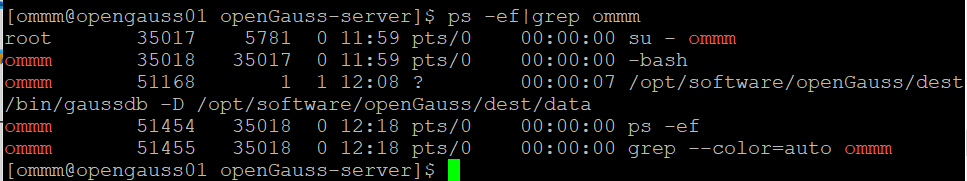 [ommm@opengauss01 openGauss-server]$ ps -ef|grep ommm
root      35017   5781  0 11:59 pts/0    00:00:00 su - ommm
ommm      35018  35017  0 11:59 pts/0    00:00:00 -bash
ommm      51168      1  1 12:08 ?        00:00:07 /opt/software/openGauss/dest
/bin/gaussdb -D /opt/software/openGauss/dest/data
ommm      51454  35018  0 12:18 pts/0    00:00:00 ps -ef
ommm      51455  35018  0 12:18 pts/0    00:00:00 grep --color=auto ommm
[ommm@opengauss01 openGauss-server]$